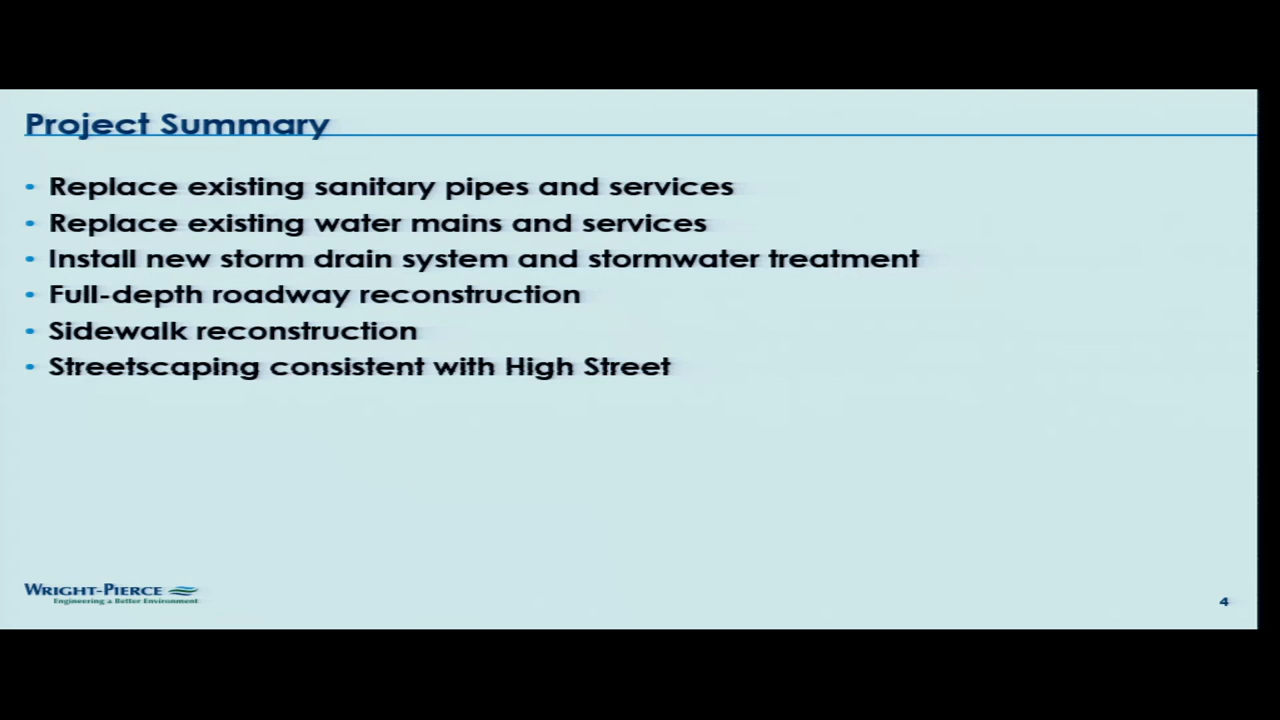 Project Summary
• Replace existing sanitary pipes and services
• Replace existing water mains and services
• Install new storm drain system and stormwater treatment
• Full-depth roadway reconstruction
• Sidewalk reconstruction
• Streetscaping consistent with High Street
WRIGHT-PIERCE
Engineering a Better Environment
4